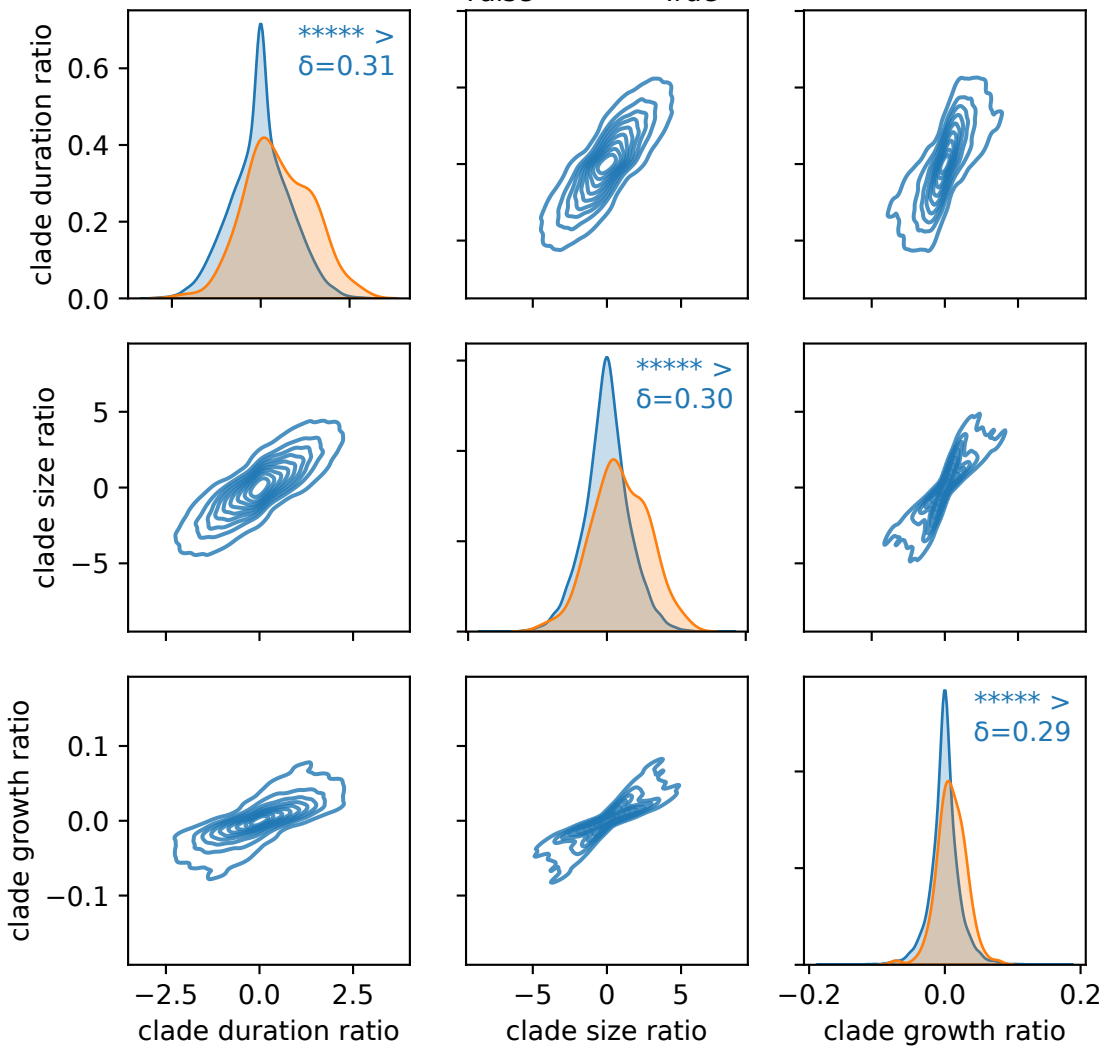 clade duration ratio
0.6
0.4
0.2
0.0
***** >
δ=0.31
clade size ratio
5
0
−5
***** >
δ=0.30
clade growth ratio
0.1
0.0
−0.1
***** >
δ=0.29
−2.5 0.0 2.5
−5 0 5
−0.2 0.0 0.2
clade duration ratio
clade size ratio
clade growth ratio